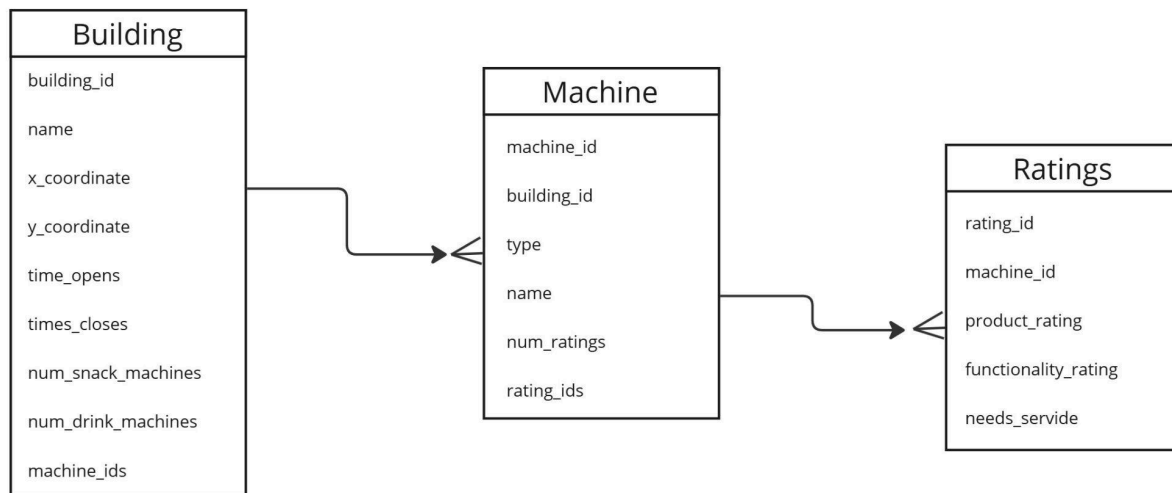 Building
building_id
name
x_coordinate
y_coordinate
time_opens
times_closes
num_snack_machines
num_drink_machines
machine_ids
Machine
machine_id
building_id
type
name
num_ratings
rating_ids
Ratings
rating_id
machine_id
product_rating
functionality_rating
needs_servide